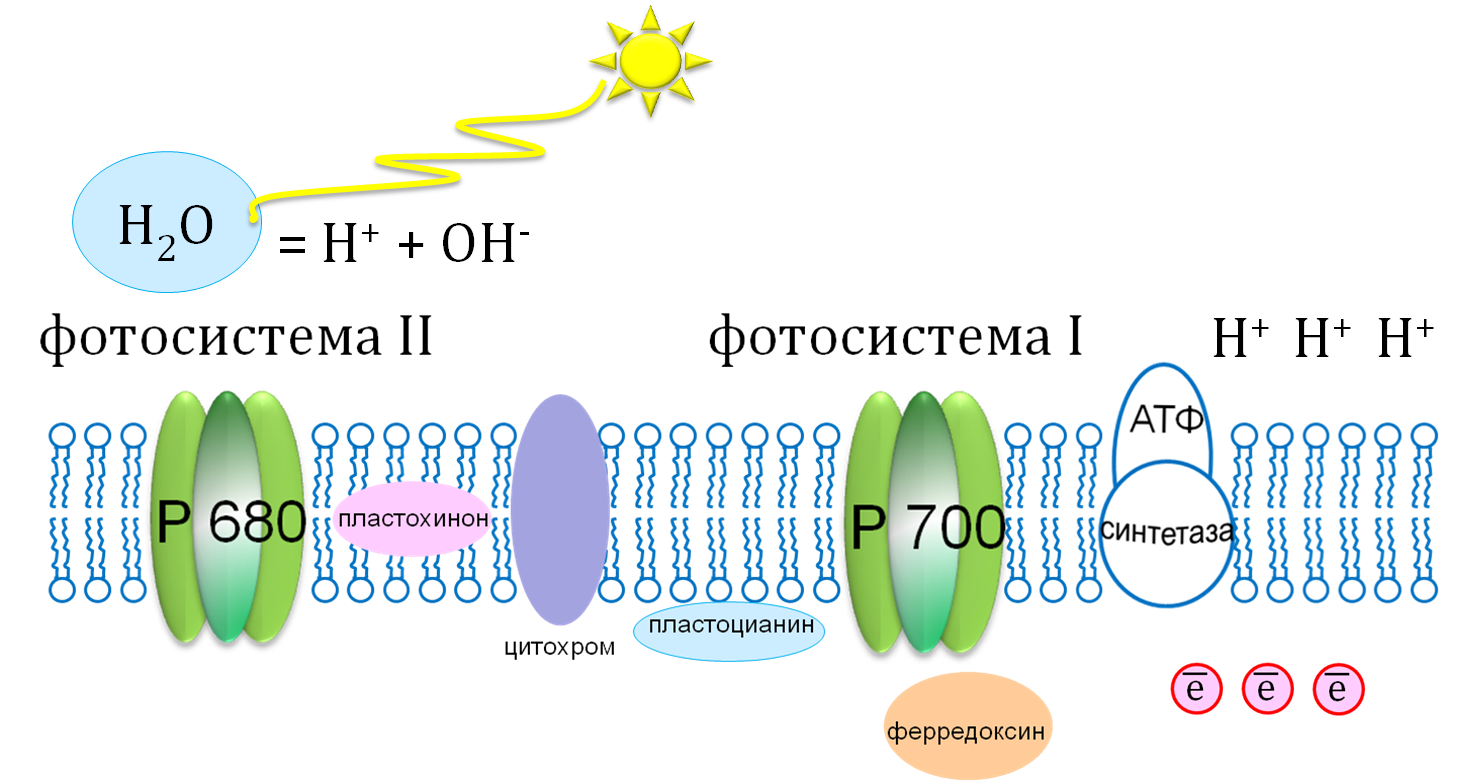 H₂O
= H⁺ + OH⁻
фотосистема II
фотосистема I
H⁺ H⁺ H⁺
P 680
пластохинон
цитохром
пластоцианин
P 700
ферредоксин
АТФ
синтетаза
e̅ e̅ e̅